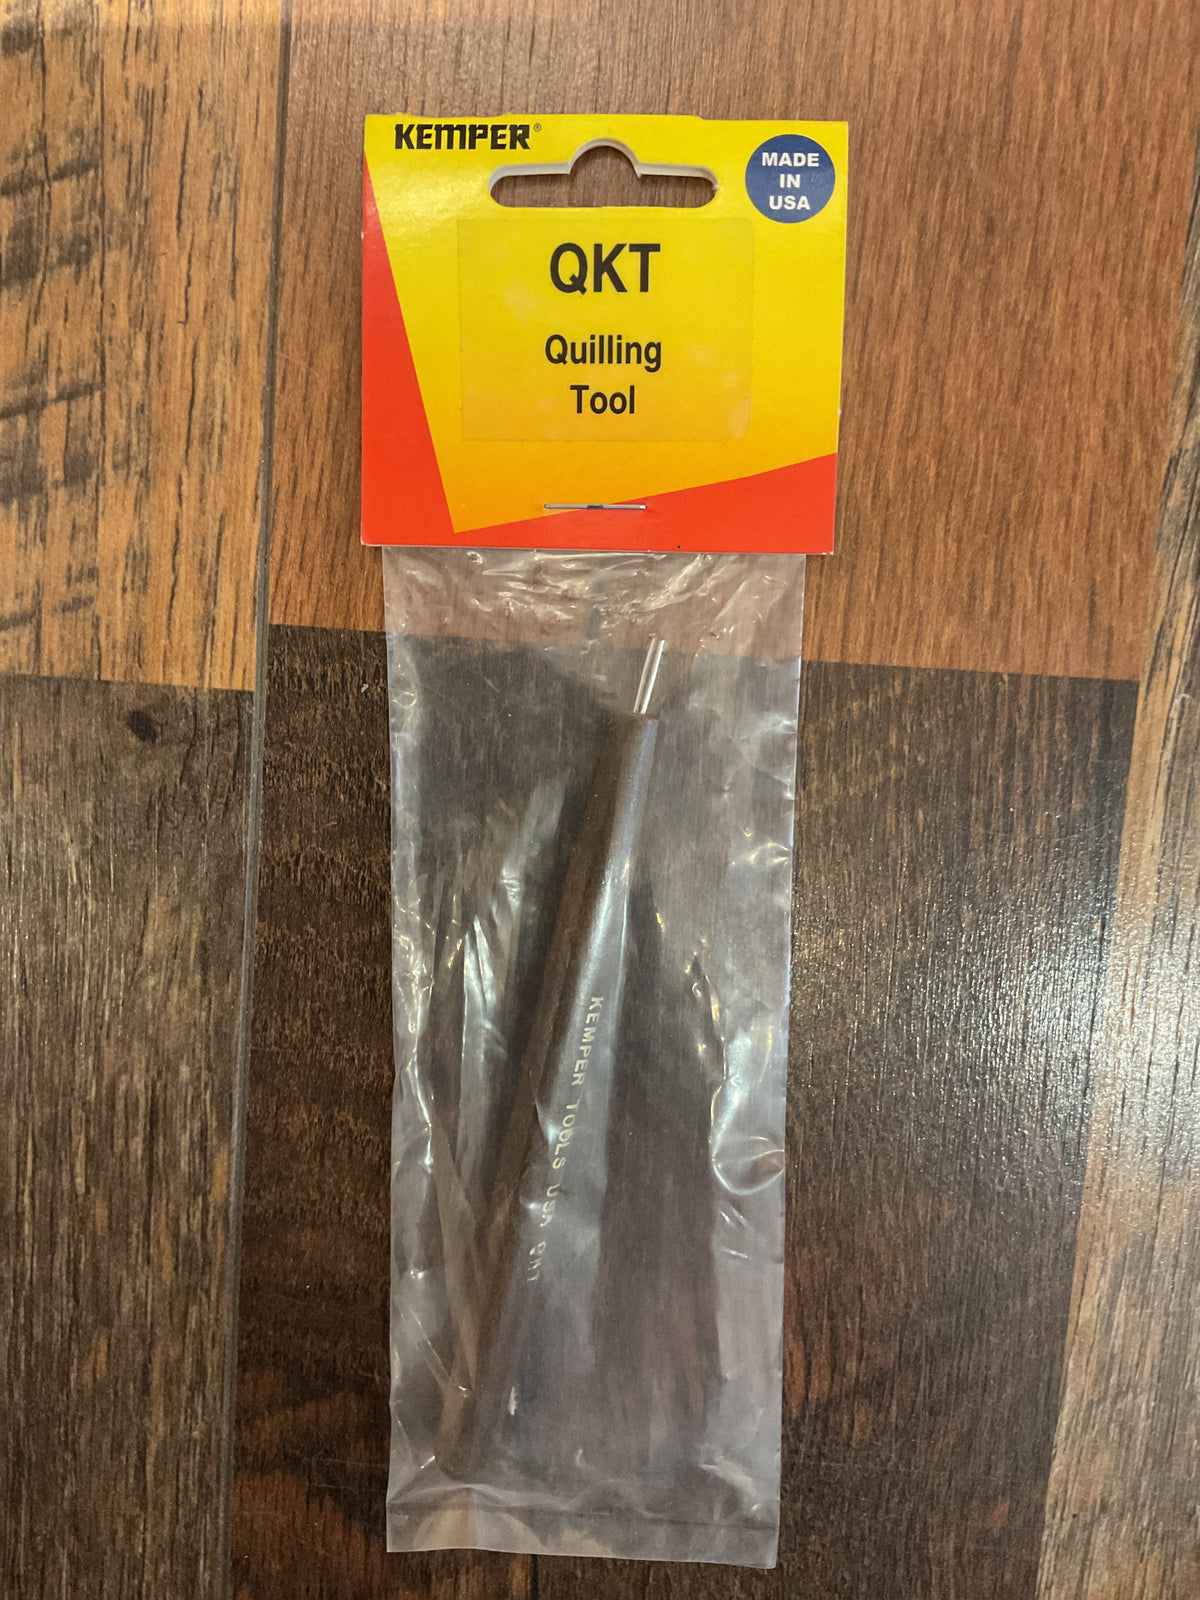 KEMPER®
MADE
IN
USA
QKT
Quilling
Tool
KEMPER TOOLS USA QKT